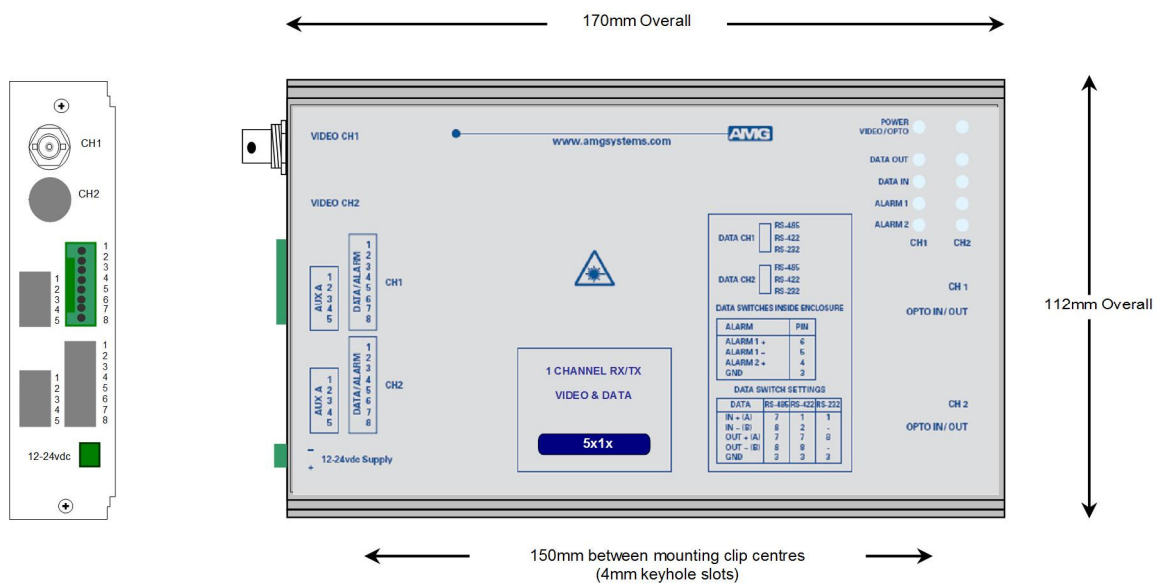 170mm Overall
CH1
CH2
1
2
3
4
5
6
7
8
1
2
3
4
5
1
2
3
4
5
6
7
8
1
2
3
4
5
12-24vdc
VIDEO CH1
www.amgsystems.com
AMG
POWER
VIDEO/OPTO
DATA OUT
DATA IN
ALARM 1
ALARM 2
CH1 CH2
VIDEO CH2
AUX A
1
2
3
4
5
DATA/ALARM
1
2
3
4
5
6
7
8
CH1
AUX A
1
2
3
4
5
DATA/ALARM
1
2
3
4
5
6
7
8
CH2
− 12-24vdc Supply
+
1 CHANNEL RX/TX
VIDEO & DATA
5x1x
DATA CH1
RS-485
RS-422
RS-232
DATA CH2
RS-485
RS-422
RS-232
DATA SWITCHES INSIDE ENCLOSURE
ALARM PIN
ALARM 1 + 6
ALARM 1 − 5
ALARM 2 + 4
GND 3
DATA SWITCH SETTINGS
DATA RS-485 RS-422 RS-232
IN + (A) 7 1 1
IN − (B) 8 2 -
OUT + (A) 7 7 8
OUT − (B) 8 8 -
GND 3 3 3
CH 1
OPTO IN/OUT
CH 2
OPTO IN/OUT
112mm Overall
150mm between mounting clip centres
(4mm keyhole slots)